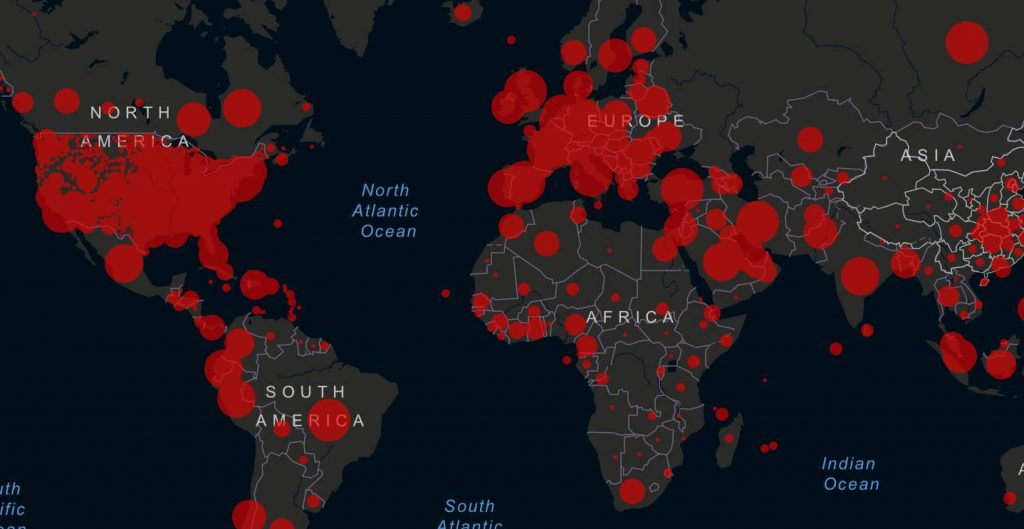 NORTH
AMERICA
EUROPE
ASIA
North
Atlantic
Ocean
AFRICA
SOUTH
AMERICA
Indian
Ocean
South
Atlantic